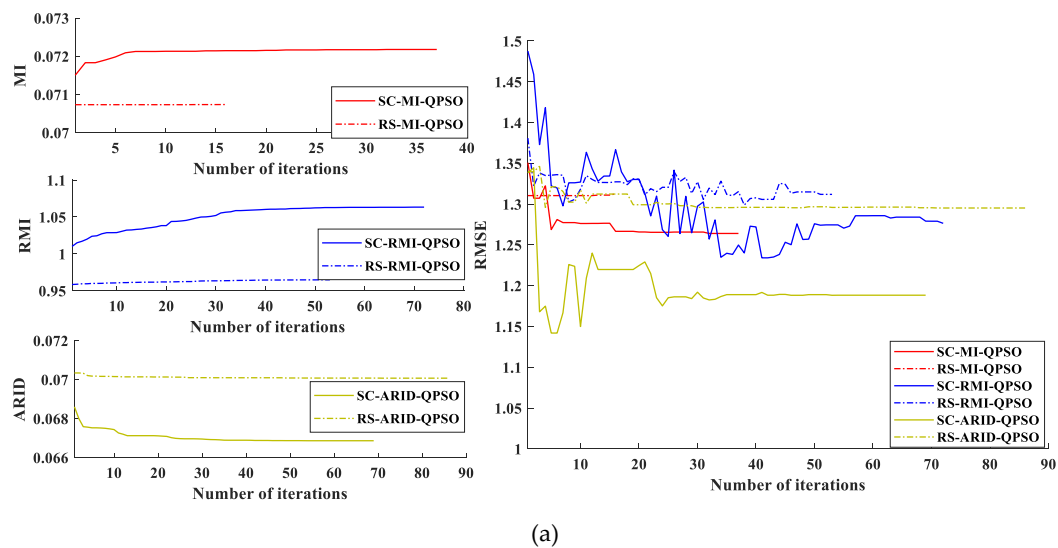 0.073
0.072
0.071
0.07
MI
5 10 15 20 25 30 35 40
Number of iterations
SC-MI-QPSO
RS-MI-QPSO
1.1
1.05
1
0.95
RMI
10 20 30 40 50 60 70 80
Number of iterations
SC-RMI-QPSO
RS-RMI-QPSO
0.072
0.07
0.068
0.066
ARID
10 20 30 40 50 60 70 80 90
Number of iterations
SC-ARID-QPSO
RS-ARID-QPSO
1.5
1.45
1.4
1.35
1.3
1.25
1.2
1.15
1.1
1.05
1
RMSE
10 20 30 40 50 60 70 80 90
Number of iterations
SC-MI-QPSO
RS-MI-QPSO
SC-RMI-QPSO
RS-RMI-QPSO
SC-ARID-QPSO
RS-ARID-QPSO
(a)